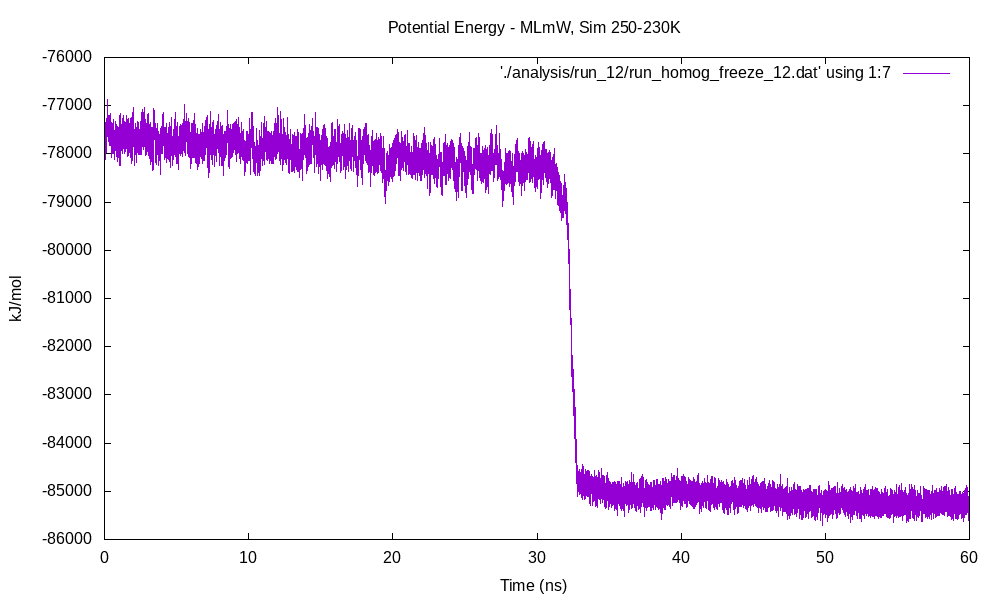 Potential Energy - MLmW, Sim 250-230K
'./analysis/run_12/run_homog_freeze_12.dat' using 1:7
-76000
-77000
-78000
-79000
-80000
-81000
-82000
-83000
-84000
-85000
-86000
kJ/mol
0 10 20 30 40 50 60
Time (ns)